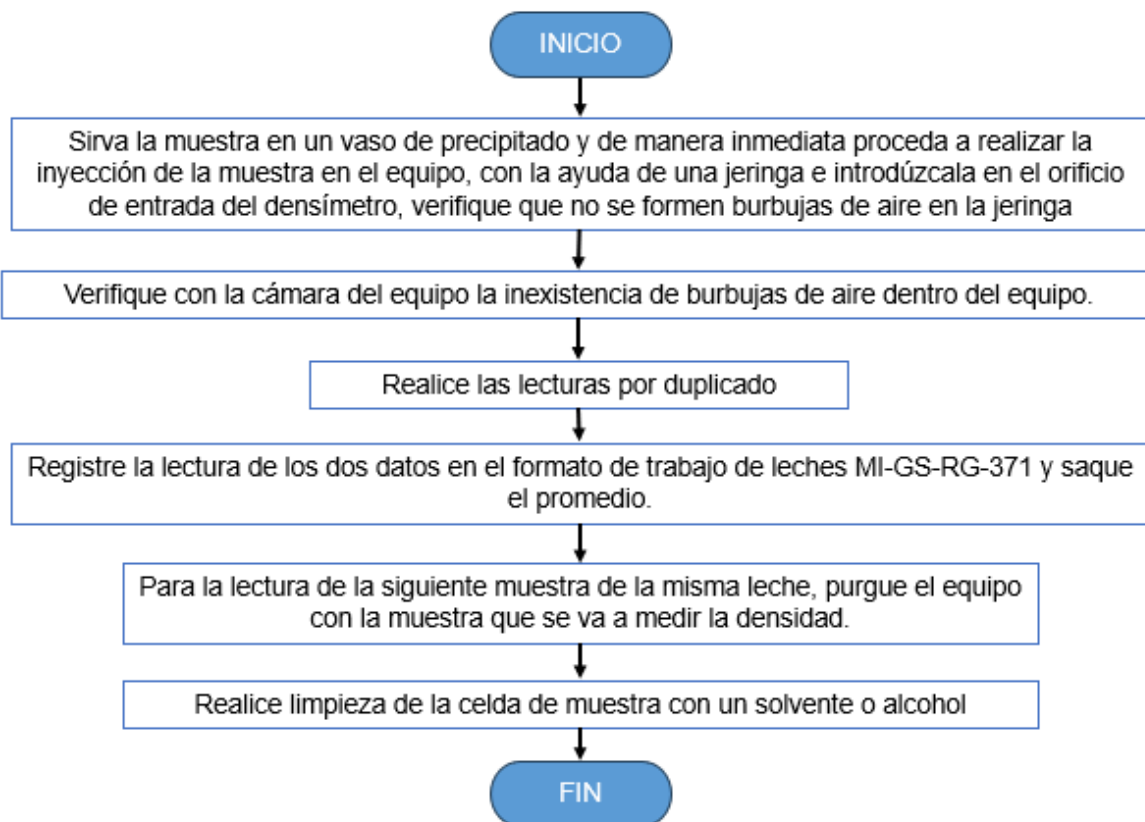 INICIO
Sirva la muestra en un vaso de precipitado y de manera inmediata proceda a realizar la
inyección de la muestra en el equipo, con la ayuda de una jeringa e introdúzcala en el orificio
de entrada del densímetro, verifique que no se formen burbujas de aire en la jeringa
Verifique con la cámara del equipo la inexistencia de burbujas de aire dentro del equipo.
Realice las lecturas por duplicado
Registre la lectura de los dos datos en el formato de trabajo de leches MI-GS-RG-371 y saque
el promedio.
Para la lectura de la siguiente muestra de la misma leche, purgue el equipo
con la muestra que se va a medir la densidad.
Realice limpieza de la celda de muestra con un solvente o alcohol
FIN